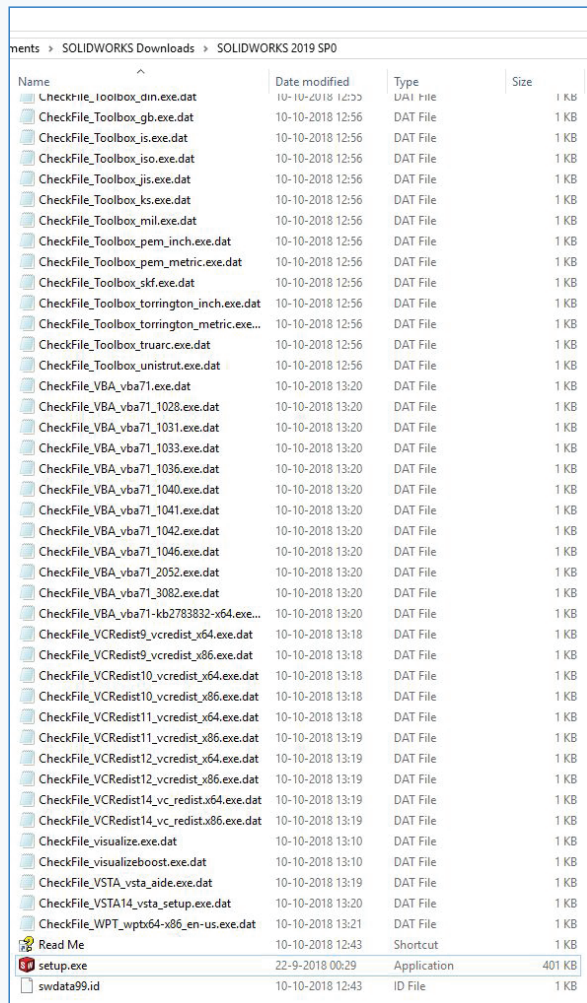 ments › SOLIDWORKS Downloads › SOLIDWORKS 2019 SP0
Name Date modified Type Size
CheckFile_Toolbox_din.exe.dat 10-10-2018 12:55 DAT File 1 KB
CheckFile_Toolbox_gb.exe.dat 10-10-2018 12:56 DAT File 1 KB
CheckFile_Toolbox_is.exe.dat 10-10-2018 12:56 DAT File 1 KB
CheckFile_Toolbox_iso.exe.dat 10-10-2018 12:56 DAT File 1 KB
CheckFile_Toolbox_jis.exe.dat 10-10-2018 12:56 DAT File 1 KB
CheckFile_Toolbox_ks.exe.dat 10-10-2018 12:56 DAT File 1 KB
CheckFile_Toolbox_mil.exe.dat 10-10-2018 12:56 DAT File 1 KB
CheckFile_Toolbox_pem_inch.exe.dat 10-10-2018 12:56 DAT File 1 KB
CheckFile_Toolbox_pem_metric.exe.dat 10-10-2018 12:56 DAT File 1 KB
CheckFile_Toolbox_skf.exe.dat 10-10-2018 12:56 DAT File 1 KB
CheckFile_Toolbox_torrington_inch.exe.dat 10-10-2018 12:56 DAT File 1 KB
CheckFile_Toolbox_torrington_metric.exe... 10-10-2018 12:56 DAT File 1 KB
CheckFile_Toolbox_truarc.exe.dat 10-10-2018 12:56 DAT File 1 KB
CheckFile_Toolbox_unistrut.exe.dat 10-10-2018 12:56 DAT File 1 KB
CheckFile_VBA_vba71.exe.dat 10-10-2018 13:20 DAT File 1 KB
CheckFile_VBA_vba71_1028.exe.dat 10-10-2018 13:20 DAT File 1 KB
CheckFile_VBA_vba71_1031.exe.dat 10-10-2018 13:20 DAT File 1 KB
CheckFile_VBA_vba71_1033.exe.dat 10-10-2018 13:20 DAT File 1 KB
CheckFile_VBA_vba71_1036.exe.dat 10-10-2018 13:20 DAT File 1 KB
CheckFile_VBA_vba71_1040.exe.dat 10-10-2018 13:20 DAT File 1 KB
CheckFile_VBA_vba71_1041.exe.dat 10-10-2018 13:20 DAT File 1 KB
CheckFile_VBA_vba71_1042.exe.dat 10-10-2018 13:20 DAT File 1 KB
CheckFile_VBA_vba71_1046.exe.dat 10-10-2018 13:20 DAT File 1 KB
CheckFile_VBA_vba71_2052.exe.dat 10-10-2018 13:20 DAT File 1 KB
CheckFile_VBA_vba71_3082.exe.dat 10-10-2018 13:20 DAT File 1 KB
CheckFile_VBA_vba71-kb2783832-x64.exe... 10-10-2018 13:20 DAT File 1 KB
CheckFile_VCRedist9_vcredist_x64.exe.dat 10-10-2018 13:18 DAT File 1 KB
CheckFile_VCRedist9_vcredist_x86.exe.dat 10-10-2018 13:18 DAT File 1 KB
CheckFile_VCRedist10_vcredist_x64.exe.dat 10-10-2018 13:18 DAT File 1 KB
CheckFile_VCRedist10_vcredist_x86.exe.dat 10-10-2018 13:18 DAT File 1 KB
CheckFile_VCRedist11_vcredist_x64.exe.dat 10-10-2018 13:18 DAT File 1 KB
CheckFile_VCRedist11_vcredist_x86.exe.dat 10-10-2018 13:19 DAT File 1 KB
CheckFile_VCRedist12_vcredist_x64.exe.dat 10-10-2018 13:19 DAT File 1 KB
CheckFile_VCRedist12_vcredist_x86.exe.dat 10-10-2018 13:19 DAT File 1 KB
CheckFile_VCRedist14_vc_redist.x64.exe.dat 10-10-2018 13:19 DAT File 1 KB
CheckFile_VCRedist14_vc_redist.x86.exe.dat 10-10-2018 13:19 DAT File 1 KB
CheckFile_visualize.exe.dat 10-10-2018 13:10 DAT File 1 KB
CheckFile_visualizeboost.exe.dat 10-10-2018 13:10 DAT File 1 KB
CheckFile_VSTA_vsta_aide.exe.dat 10-10-2018 13:19 DAT File 1 KB
CheckFile_VSTA14_vsta_setup.exe.dat 10-10-2018 13:20 DAT File 1 KB
CheckFile_WPT_wptx64-x86_en-us.exe.dat 10-10-2018 13:21 DAT File 1 KB
Read Me 10-10-2018 12:43 Shortcut 1 KB
setup.exe 22-9-2018 00:29 Application 401 KB
swdata99.id 10-10-2018 12:43 ID File 1 KB